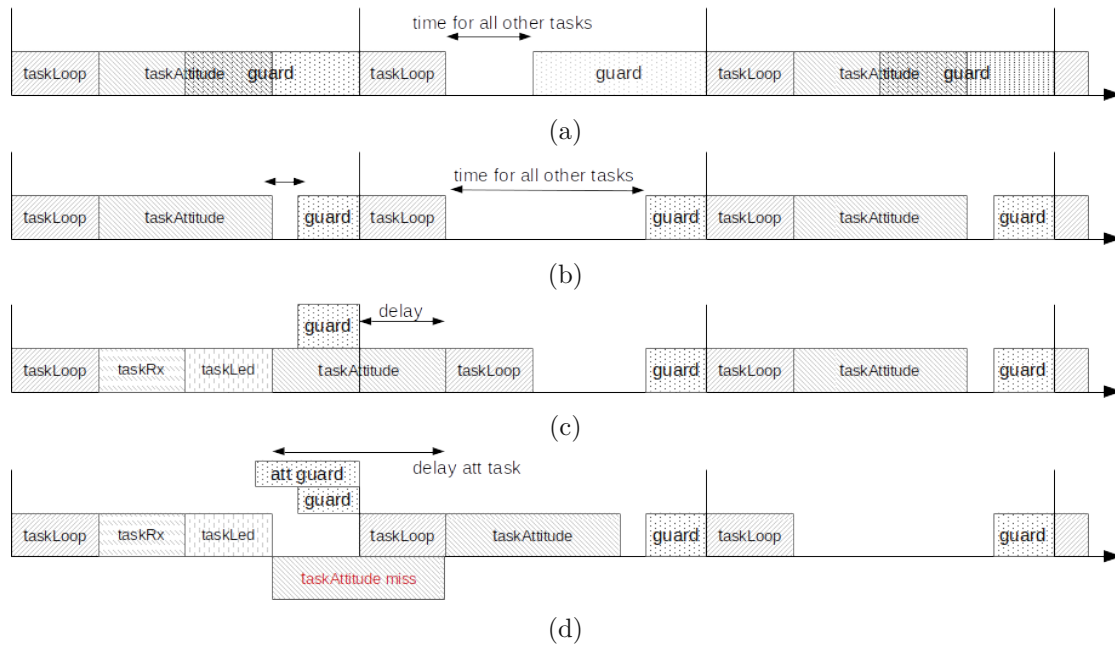 time for all other tasks
taskLoop taskAttitude guard taskLoop guard taskLoop taskAttitude guard
(a)
time for all other tasks
taskLoop taskAttitude guard taskLoop guard taskLoop taskAttitude guard
(b)
guard delay
taskLoop taskRx taskLed taskAttitude taskLoop guard taskLoop taskAttitude guard
(c)
att guard delay att task
guard
taskLoop taskRx taskLed taskLoop taskAttitude guard taskLoop guard
taskAttitude miss
(d)